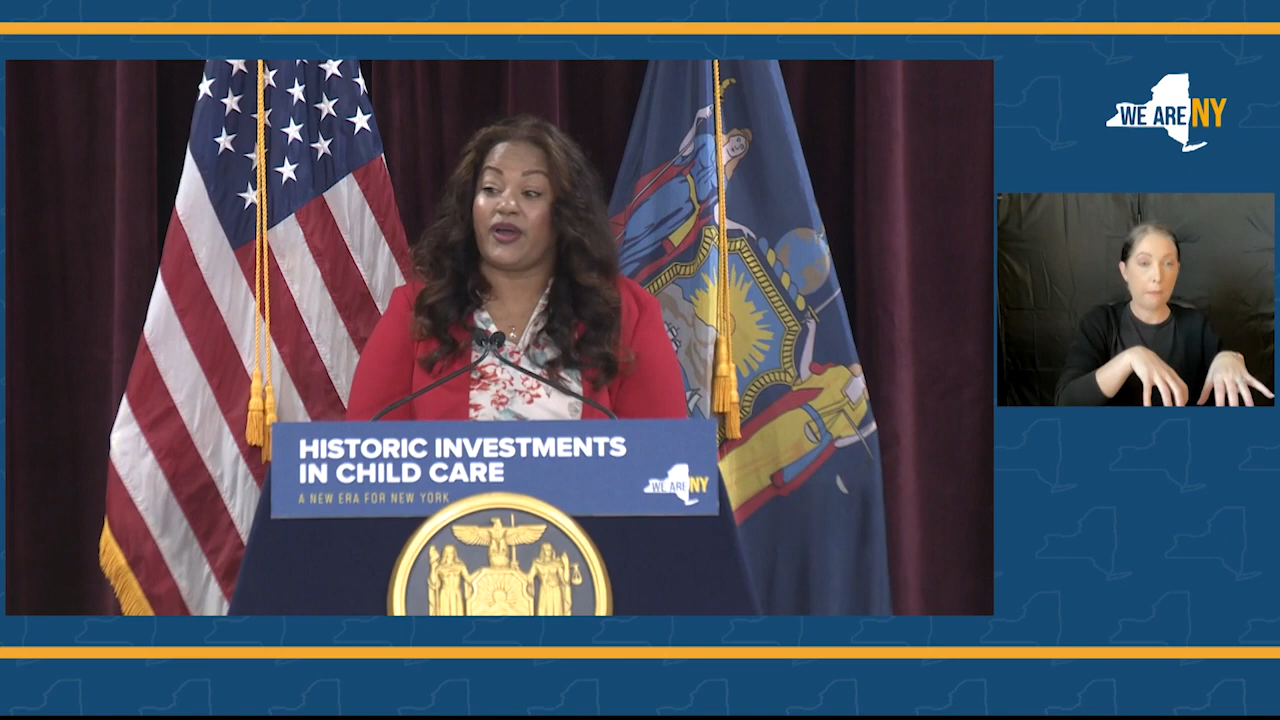 WE ARE NY
HISTORIC INVESTMENTS
IN CHILD CARE
A NEW ERA FOR NEW YORK
WE ARE NY